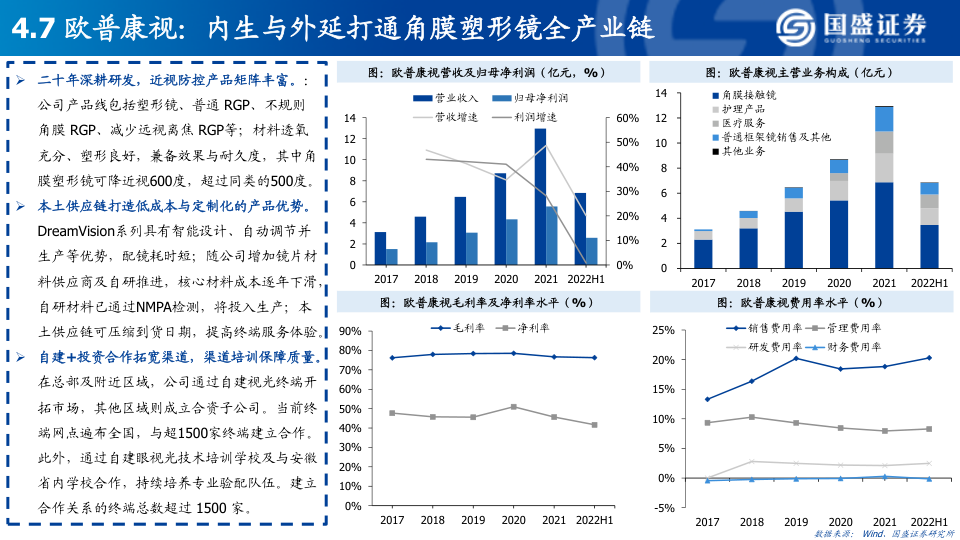 4.7 欧普康视：内生与外延打通角膜塑形镜全产业链
国盛证券
GUOSHENG SECURITIES
➢ 二十年深耕研发，近视防控产品矩阵丰富。：
公司产品线包括塑形镜、普通 RGP、不规则
角膜 RGP、减少远视离焦 RGP等；材料透氧
充分、塑形良好，兼备效果与耐久度，其中角
膜塑形镜可降近视600度，超过同类的500度。
➢ 本土供应链打造低成本与定制化的产品优势。
DreamVision系列具有智能设计、自动调节并
生产等优势，配镜耗时短；随公司增加镜片材
料供应商及自研推进，核心材料成本逐年下滑，
自研材料已通过NMPA检测，将投入生产；本
土供应链可压缩到货日期，提高终端服务体验。
➢ 自建+投资合作拓宽渠道，渠道培训保障质量。
在总部及附近区域，公司通过自建视光终端开
拓市场，其他区域则成立合资子公司。当前终
端网点遍布全国，与超1500家终端建立合作。
此外，通过自建眼视光技术培训学校及与安徽
省内学校合作，持续培养专业验配队伍。建立
合作关系的终端总数超过 1500 家。
图：欧普康视营收及归母净利润（亿元，%）
营业收入 归母净利润
营收增速 利润增速
14 60%
12 50%
10 40%
8 30%
6 20%
4 10%
2 0%
0
2017 2018 2019 2020 2021 2022H1
图：欧普康视主营业务构成（亿元）
角膜接触镜
护理产品
医疗服务
普通框架镜销售及其他
其他业务
14
12
10
8
6
4
2
0
2017 2018 2019 2020 2021 2022H1
图：欧普康视毛利率及净利率水平（%）
毛利率 净利率
90%
80%
70%
60%
50%
40%
30%
20%
10%
0%
2017 2018 2019 2020 2021 2022H1
图：欧普康视费用率水平（%）
销售费用率 管理费用率
研发费用率 财务费用率
25%
20%
15%
10%
5%
0%
-5%
2017 2018 2019 2020 2021 2022H1
数据来源： Wind，国盛证券研究所